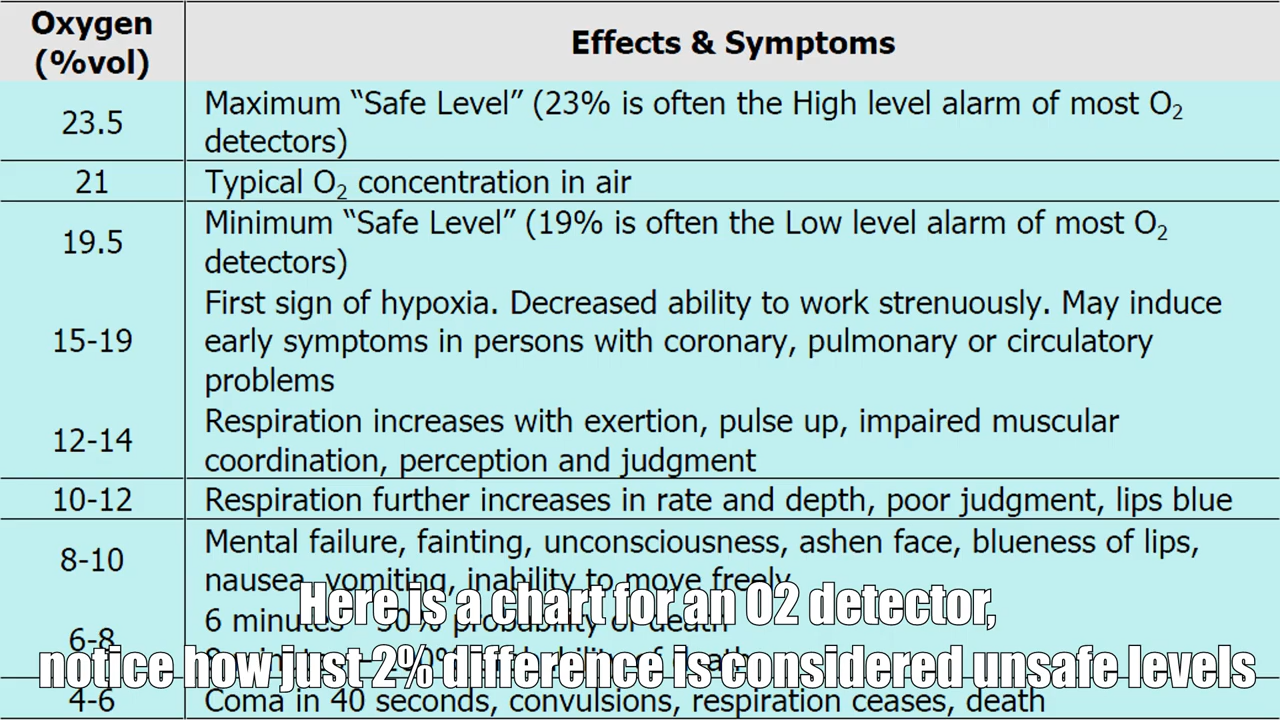 Oxygen
(%vol)
Effects & Symptoms
23.5
Maximum “Safe Level” (23% is often the High level alarm of most O₂
detectors)
21
Typical O₂ concentration in air
19.5
Minimum “Safe Level” (19% is often the Low level alarm of most O₂
detectors)
15-19
First sign of hypoxia. Decreased ability to work strenuously. May induce
early symptoms in persons with coronary, pulmonary or circulatory
problems
12-14
Respiration increases with exertion, pulse up, impaired muscular
coordination, perception and judgment
10-12
Respiration further increases in rate and depth, poor judgment, lips blue
8-10
Mental failure, fainting, unconsciousness, ashen face, blueness of lips,
nausea, vomiting, inability to move freely
6-8
6 minutes - 50% probability of death
4-6
Coma in 40 seconds, convulsions, respiration ceases, death
Here is a chart for an O2 detector,
notice how just 2% difference is considered unsafe levels